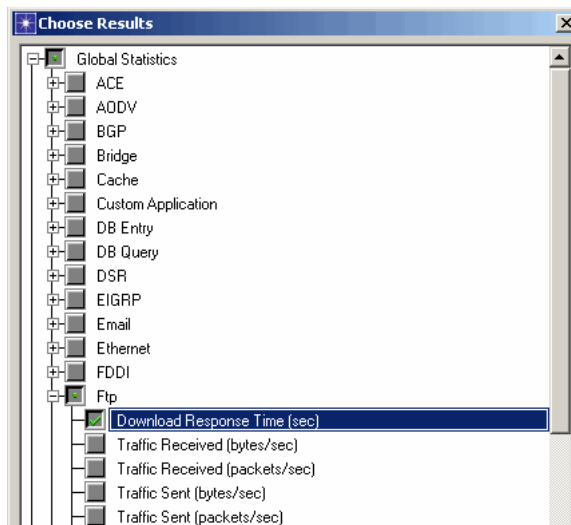 Choose Results
Global Statistics
ACE
AODV
BGP
Bridge
Cache
Custom Application
DB Entry
DB Query
DSR
EIGRP
Email
Ethernet
FDDI
Ftp
Download Response Time (sec)
Traffic Received (bytes/sec)
Traffic Received (packets/sec)
Traffic Sent (bytes/sec)
Traffic Sent (packets/sec)